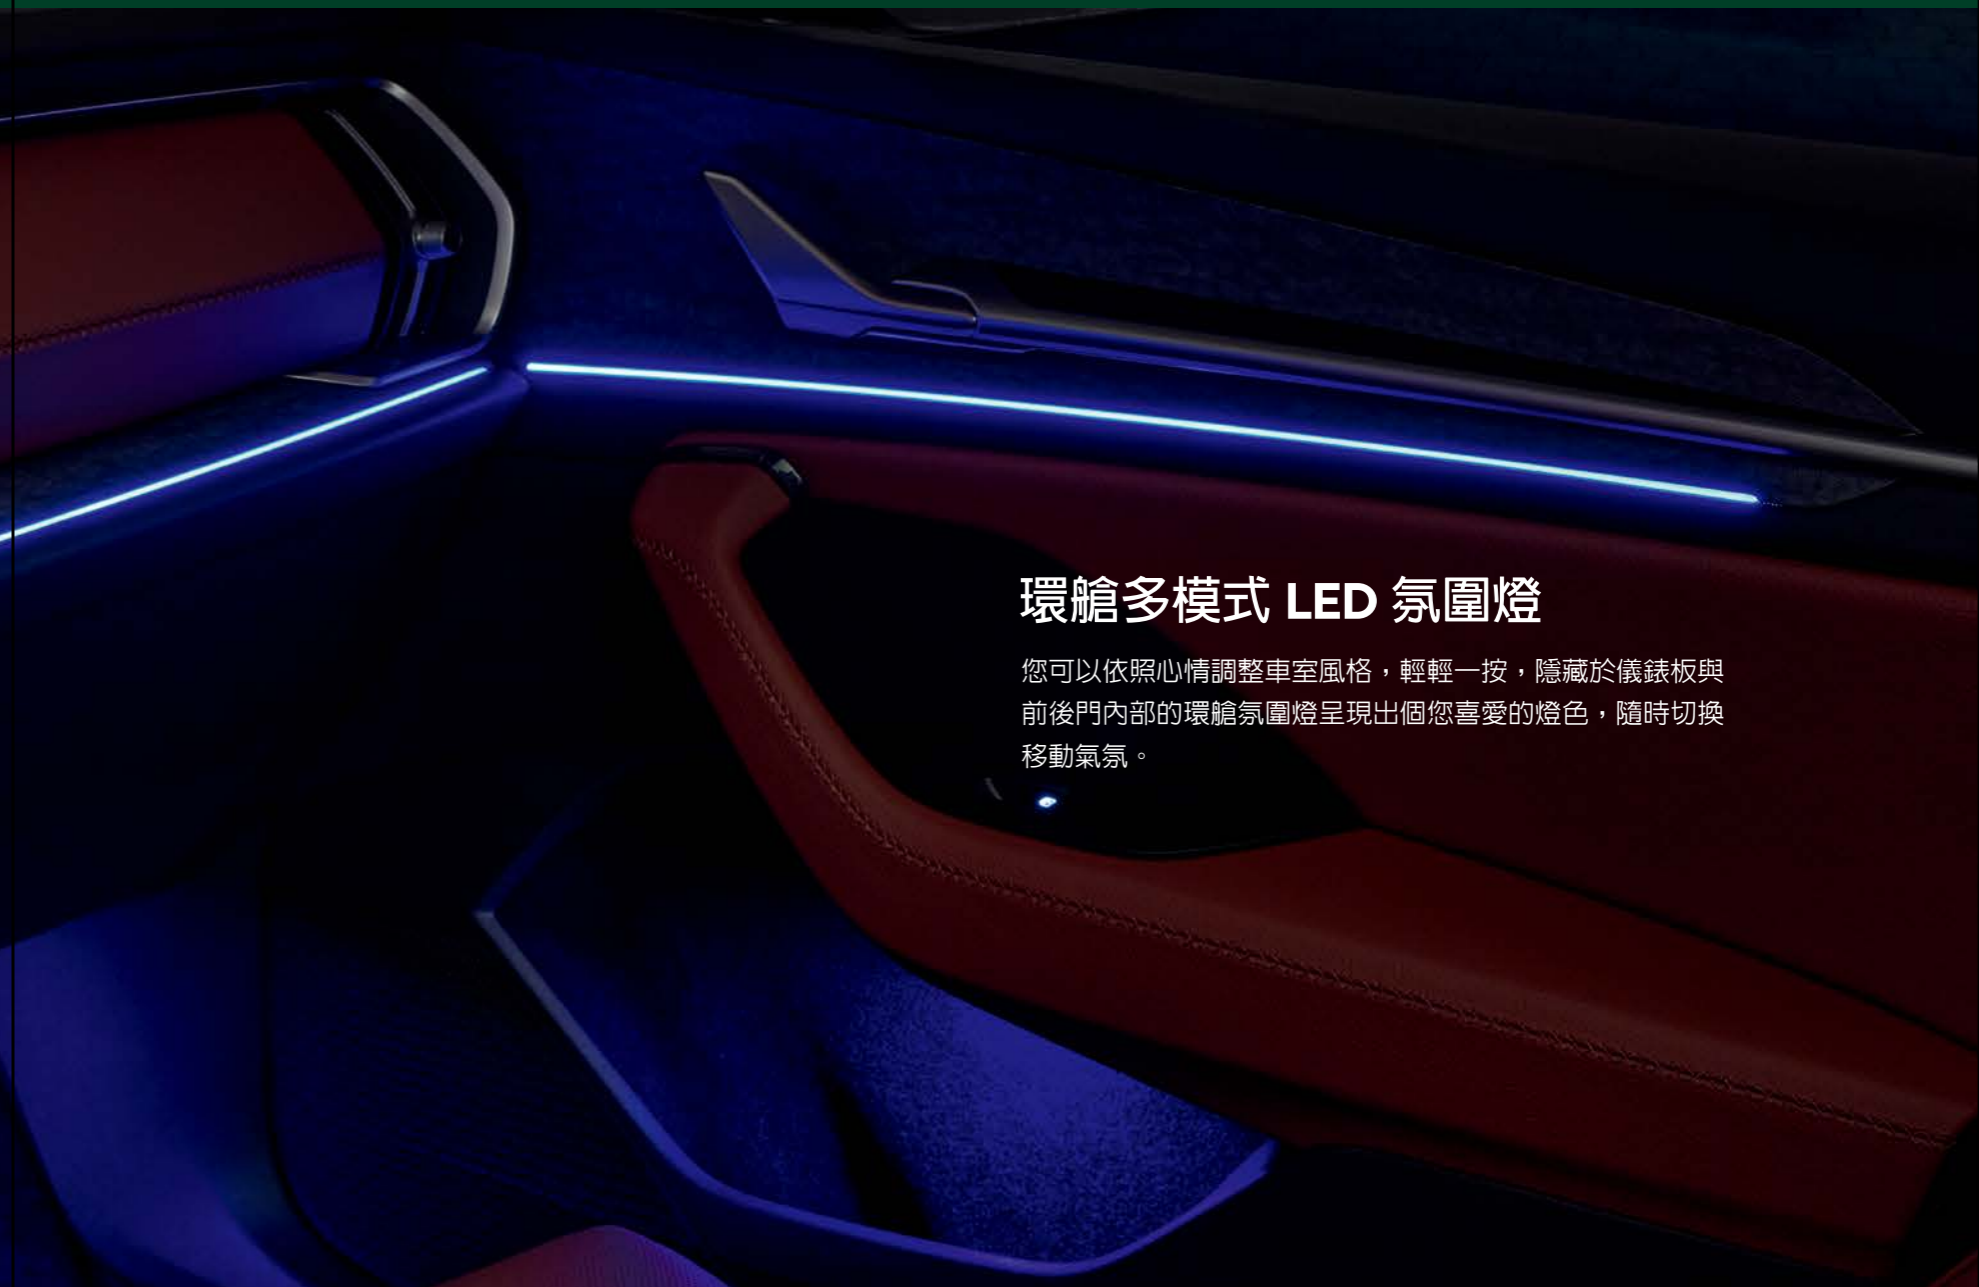 環艙多模式 LED 氛圍燈
您可以依照心情調整車室風格，輕輕一按，隱藏於儀錶板與
前後門內部的環艙氛圍燈呈現出個您喜愛的燈色，隨時切換
移動氣氛。